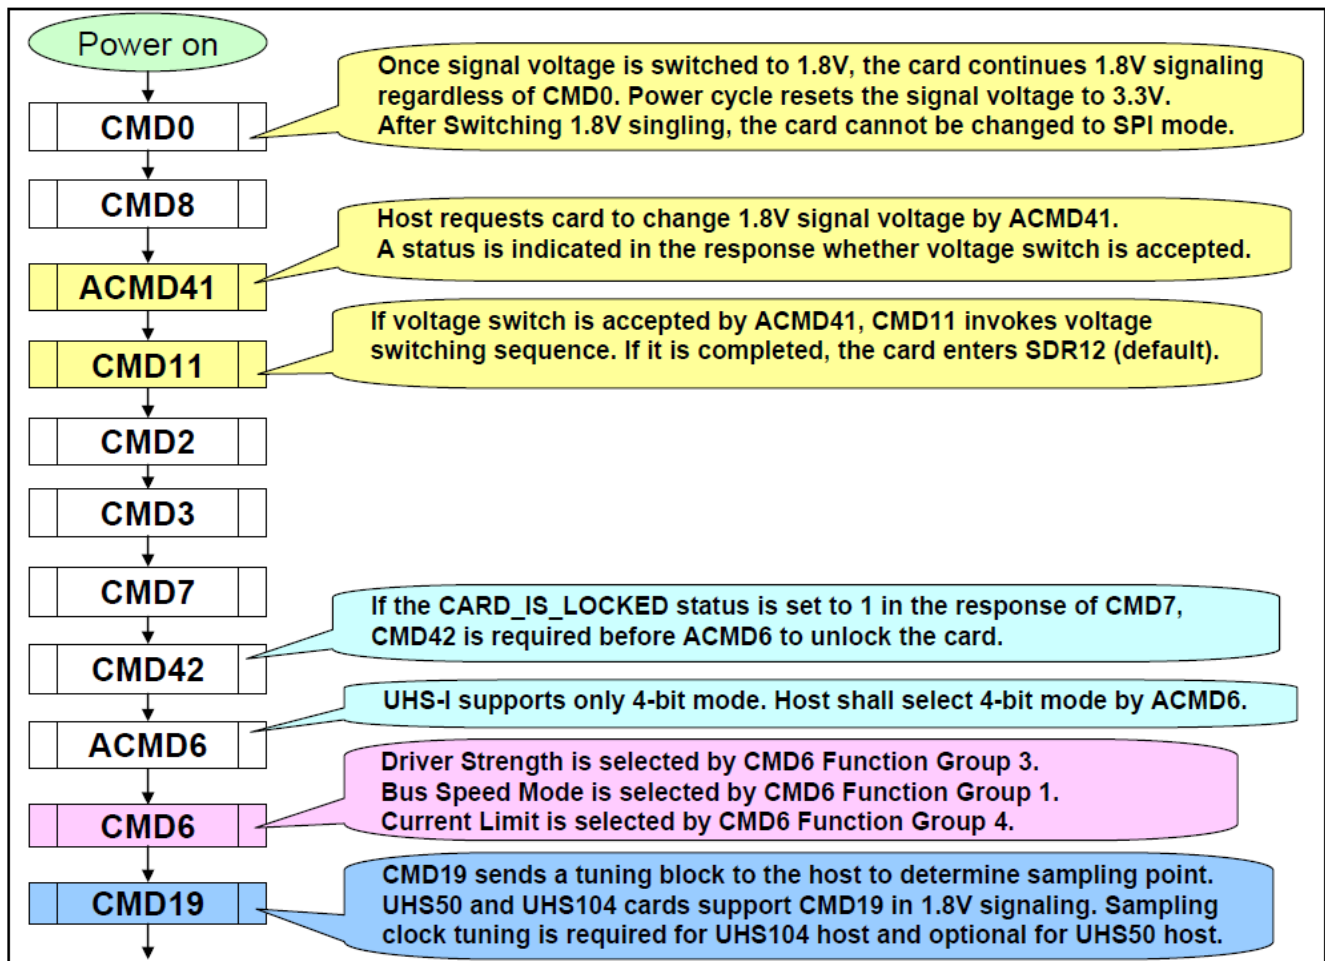 Power on
CMD0
Once signal voltage is switched to 1.8V, the card continues 1.8V signaling
regardless of CMD0. Power cycle resets the signal voltage to 3.3V.
After Switching 1.8V singling, the card cannot be changed to SPI mode.
CMD8
ACMD41
Host requests card to change 1.8V signal voltage by ACMD41.
A status is indicated in the response whether voltage switch is accepted.
CMD11
If voltage switch is accepted by ACMD41, CMD11 invokes voltage
switching sequence. If it is completed, the card enters SDR12 (default).
CMD2
CMD3
CMD7
CMD42
If the CARD_IS_LOCKED status is set to 1 in the response of CMD7,
CMD42 is required before ACMD6 to unlock the card.
ACMD6
UHS-I supports only 4-bit mode. Host shall select 4-bit mode by ACMD6.
CMD6
Driver Strength is selected by CMD6 Function Group 3.
Bus Speed Mode is selected by CMD6 Function Group 1.
Current Limit is selected by CMD6 Function Group 4.
CMD19
CMD19 sends a tuning block to the host to determine sampling point.
UHS50 and UHS104 cards support CMD19 in 1.8V signaling. Sampling
clock tuning is required for UHS104 host and optional for UHS50 host.